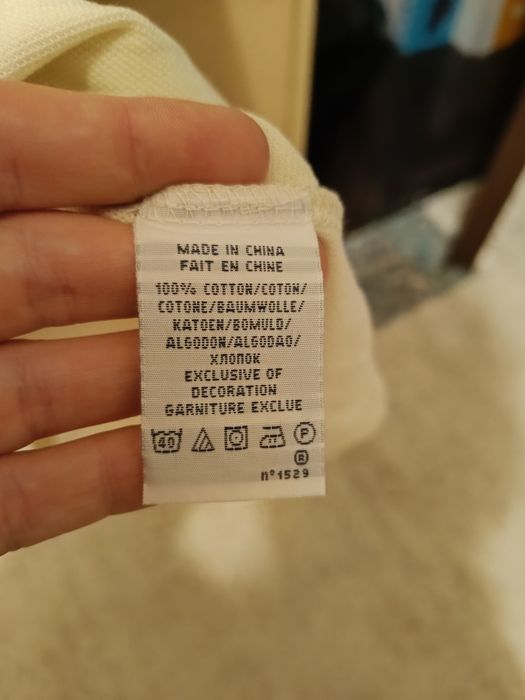 MADE IN CHINA
FAIT EN CHINE
100% COTTON/COTON/
COTONE/BAUMWOLLE/
KATOEN/BOMULD/
ALGODON/ALGODAO/
ХЛОПОК
EXCLUSIVE OF
DECORATION
GARNITURE EXCLUE
40 P
®
n°1529